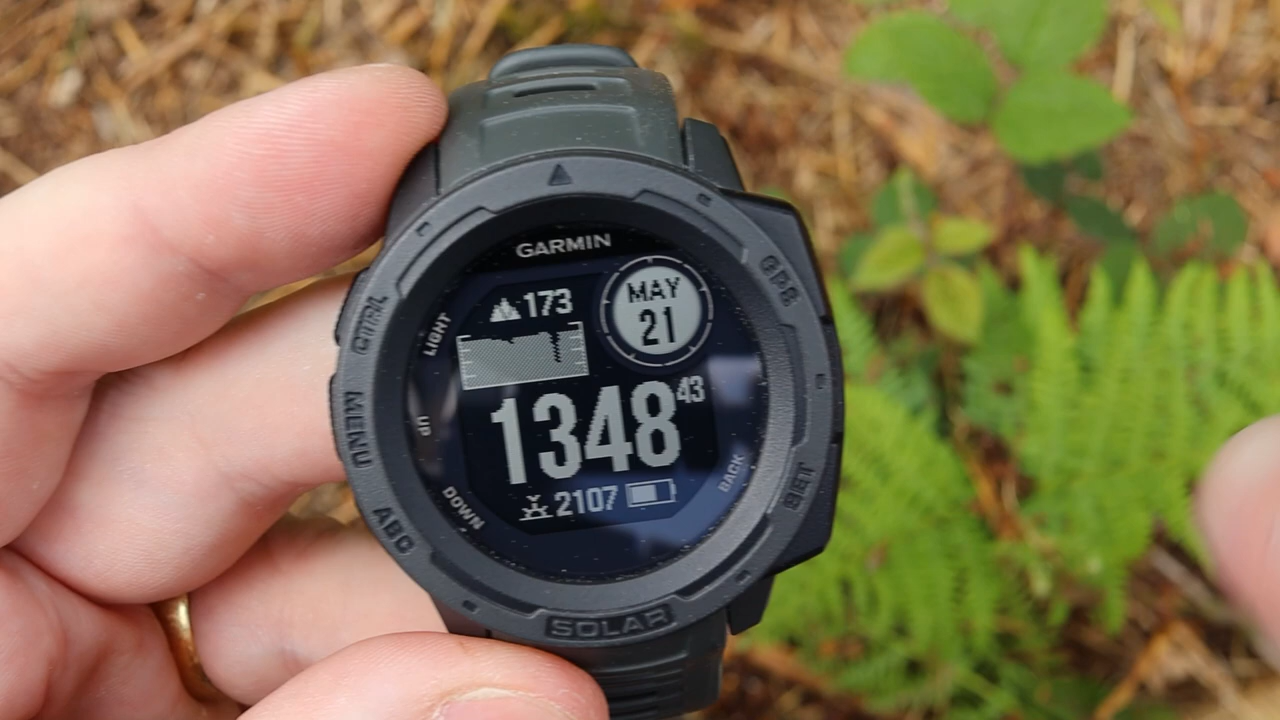 GARMIN
173
MAY
21
1348 43
2107
GPS
CTRL
LIGHT
MENU
UP
ABC
DOWN
BACK
SET
SOLAR